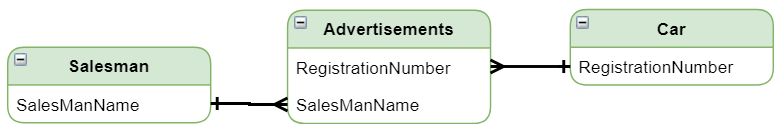 Salesman
SalesManName
Advertisements
RegistrationNumber
SalesManName
Car
RegistrationNumber